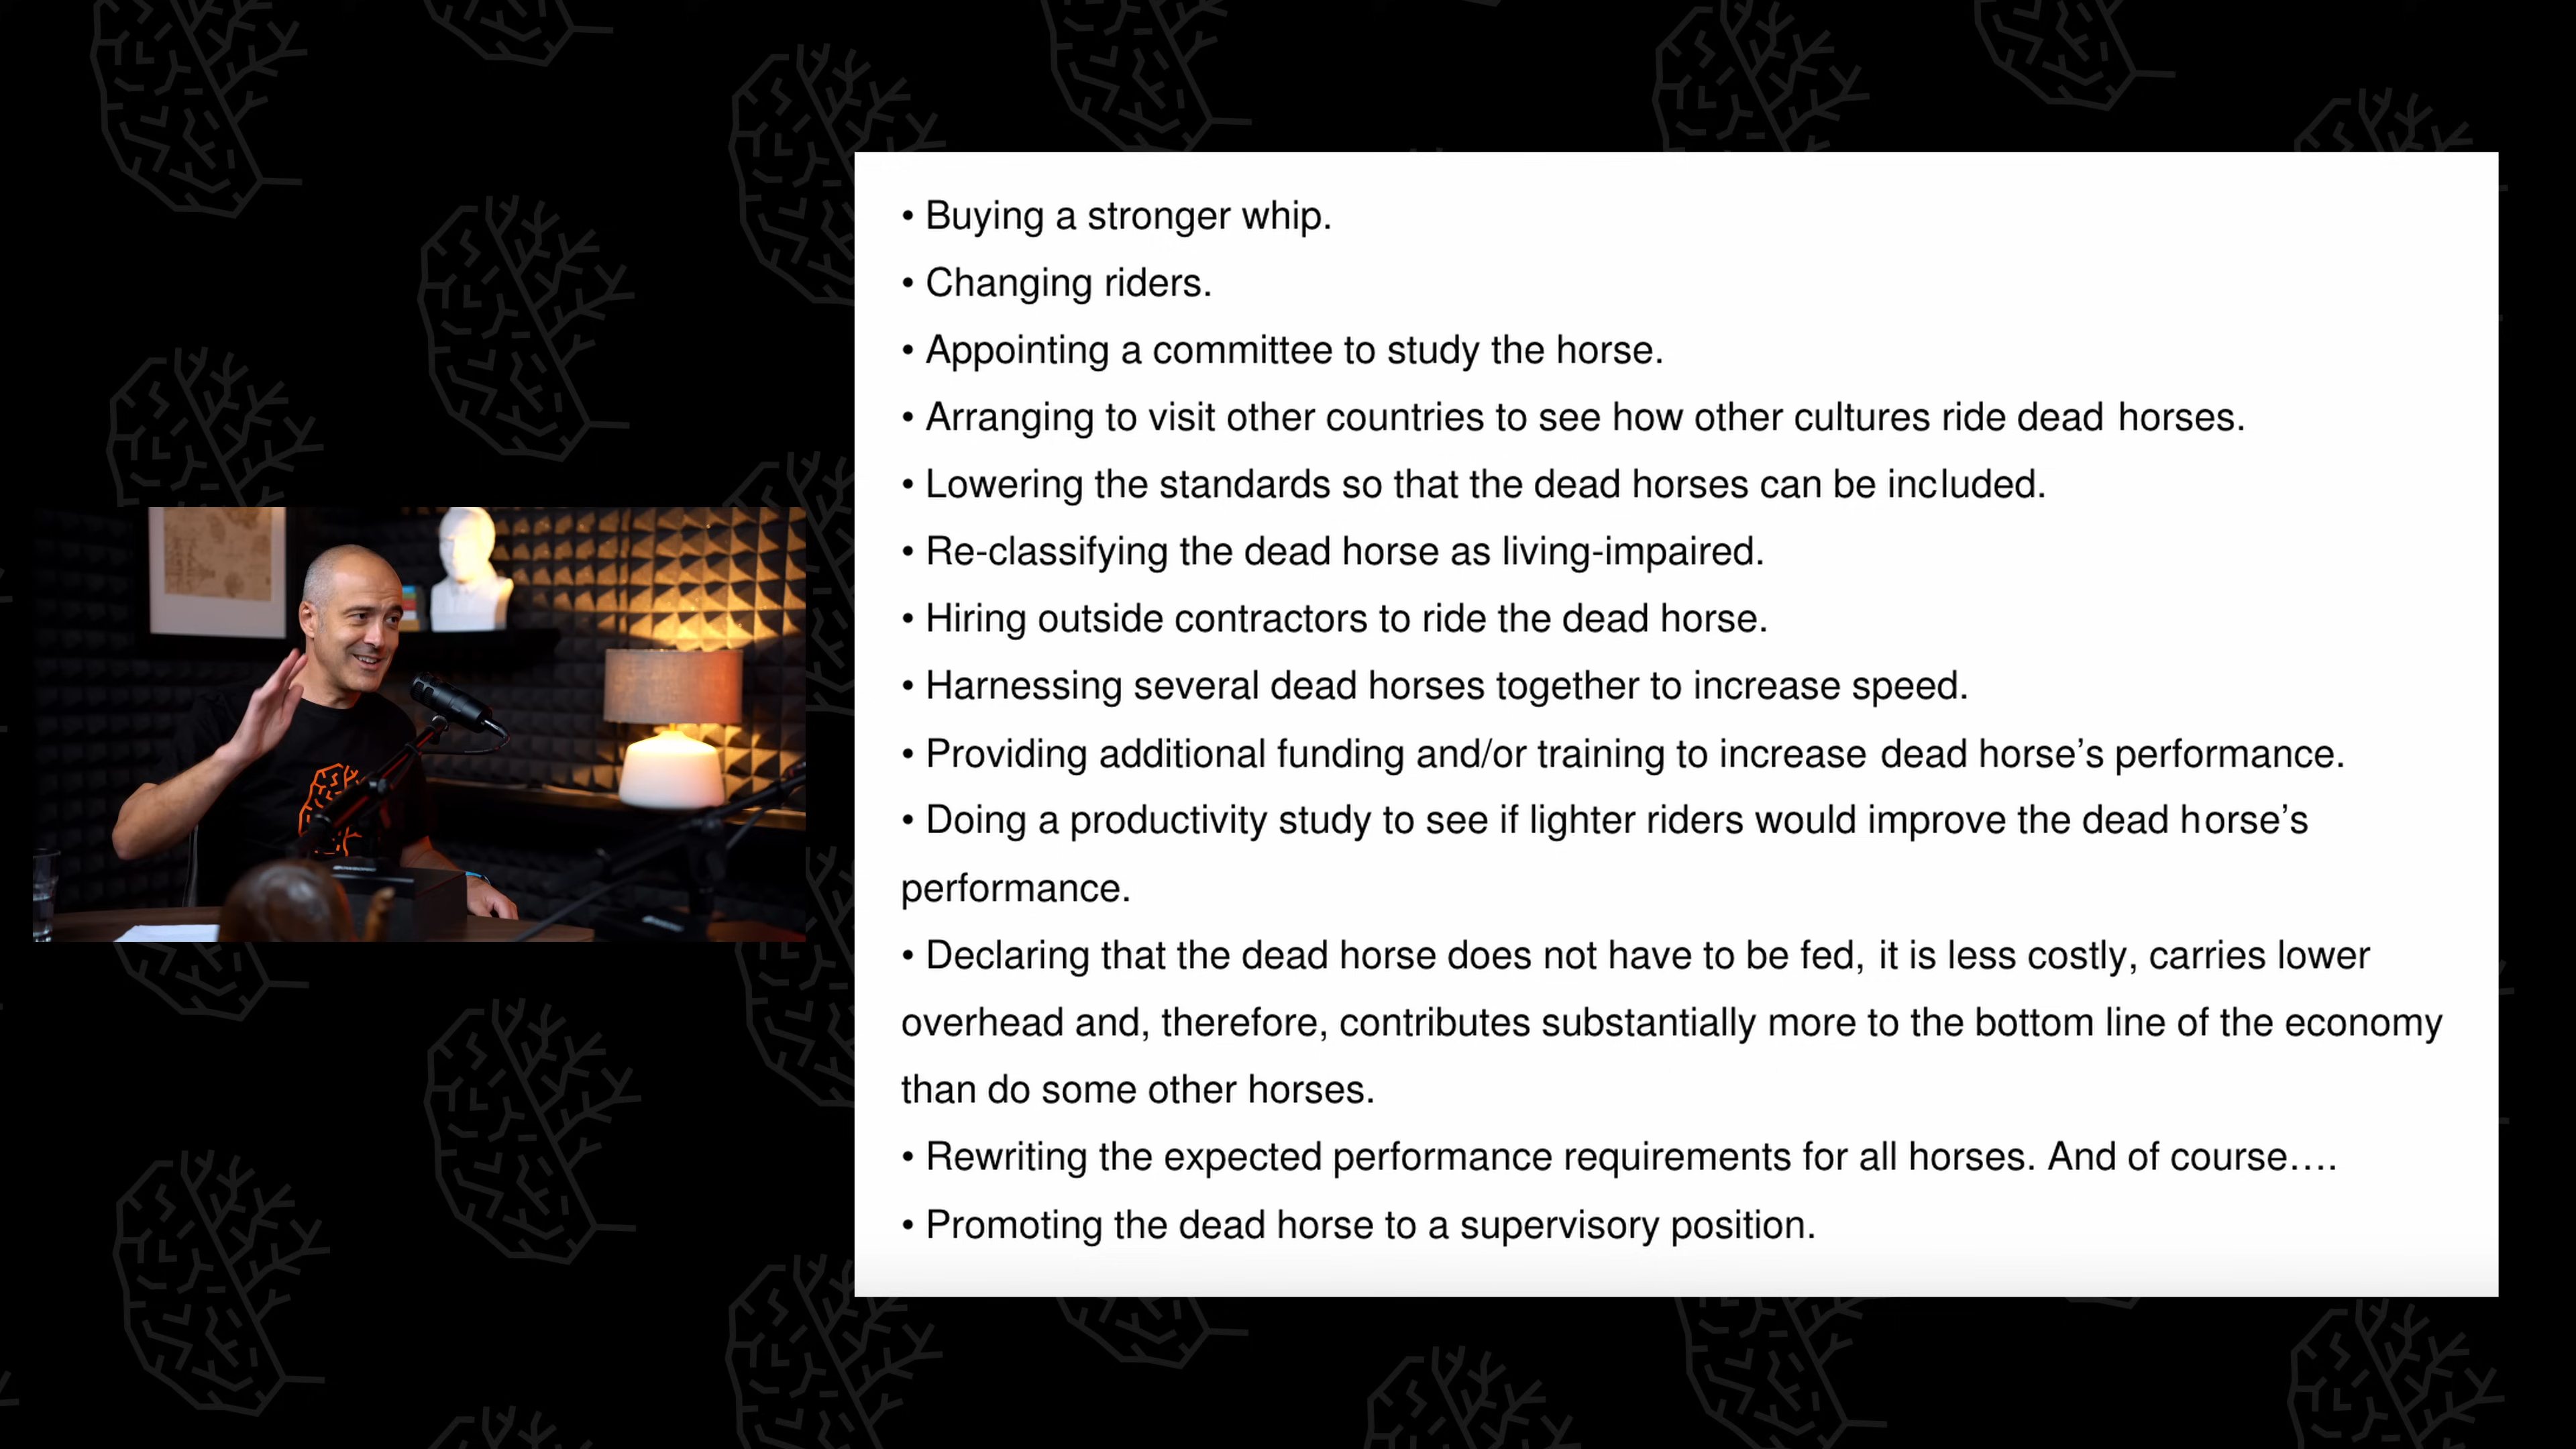 • Buying a stronger whip.
• Changing riders.
• Appointing a committee to study the horse.
• Arranging to visit other countries to see how other cultures ride dead horses.
• Lowering the standards so that the dead horses can be included.
• Re-classifying the dead horse as living-impaired.
• Hiring outside contractors to ride the dead horse.
• Harnessing several dead horses together to increase speed.
• Providing additional funding and/or training to increase dead horse’s performance.
• Doing a productivity study to see if lighter riders would improve the dead horse’s
performance.
• Declaring that the dead horse does not have to be fed, it is less costly, carries lower
overhead and, therefore, contributes substantially more to the bottom line of the economy
than do some other horses.
• Rewriting the expected performance requirements for all horses. And of course….
• Promoting the dead horse to a supervisory position.